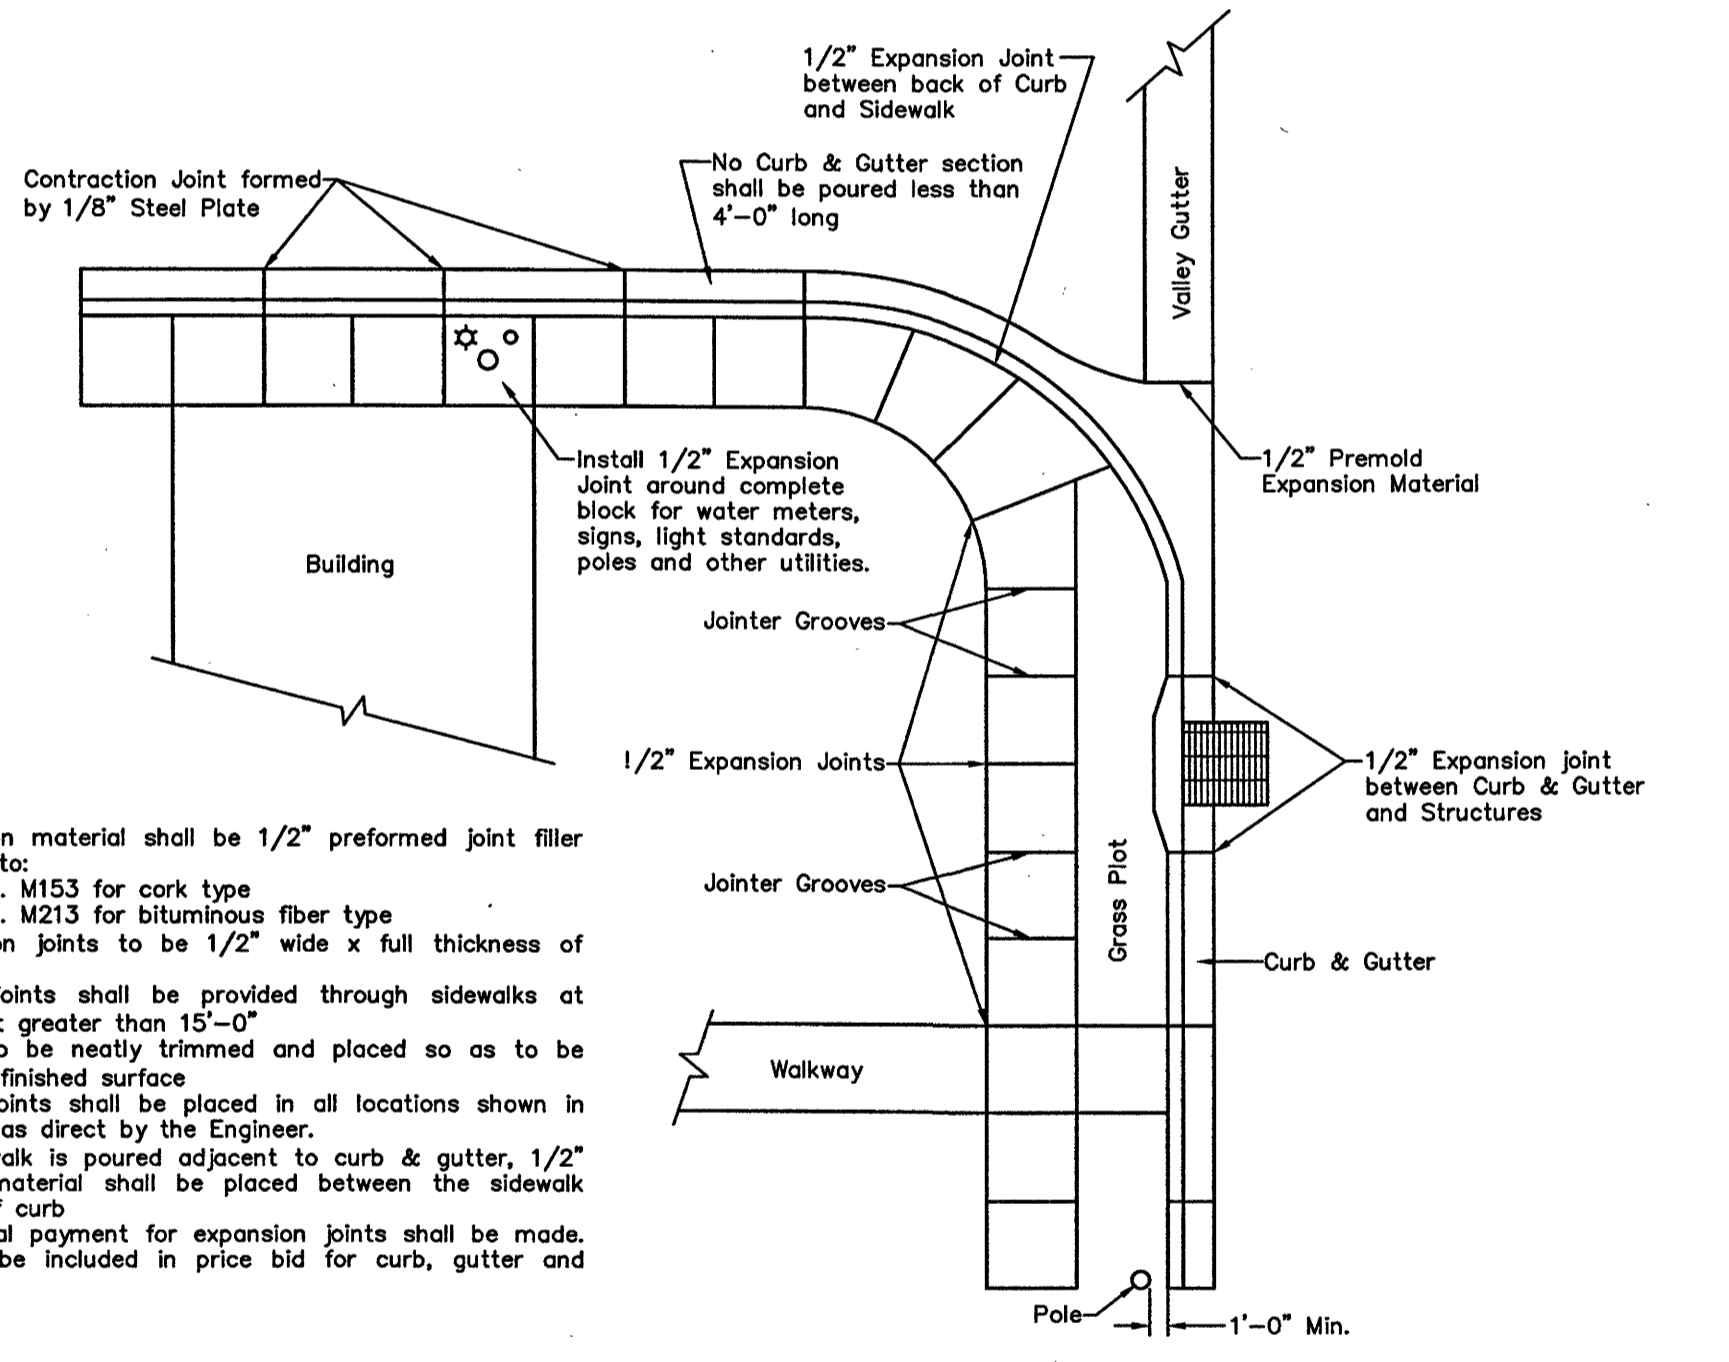 1/2" Expansion Joint
between back of Curb
and Sidewalk
No Curb & Gutter section
shall be poured less than
4'-0" long
Contraction Joint formed
by 1/8" Steel Plate
Valley Gutter
1/2" Premold
Expansion Material
Install 1/2" Expansion
Joint around complete
block for water meters,
signs, light standards,
poles and other utilities.
Building
Jointer Grooves
1/2" Expansion Joints
1/2" Expansion joint
between Curb & Gutter
and Structures
Jointer Grooves
Grass Plot
Curb & Gutter
Walkway
Pole
1'-0" Min.
n material shall be 1/2" preformed joint filler
to:
. M153 for cork type
. M213 for bituminous fiber type
n joints to be 1/2" wide x full thickness of
oints shall be provided through sidewalks at
greater than 15'-0"
be neatly trimmed and placed so as to be
finished surface
oints shall be placed in all locations shown in
as direct by the Engineer.
alk is poured adjacent to curb & gutter, 1/2"
material shall be placed between the sidewalk
curb
al payment for expansion joints shall be made.
be included in price bid for curb, gutter and